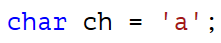 char ch = 'a';